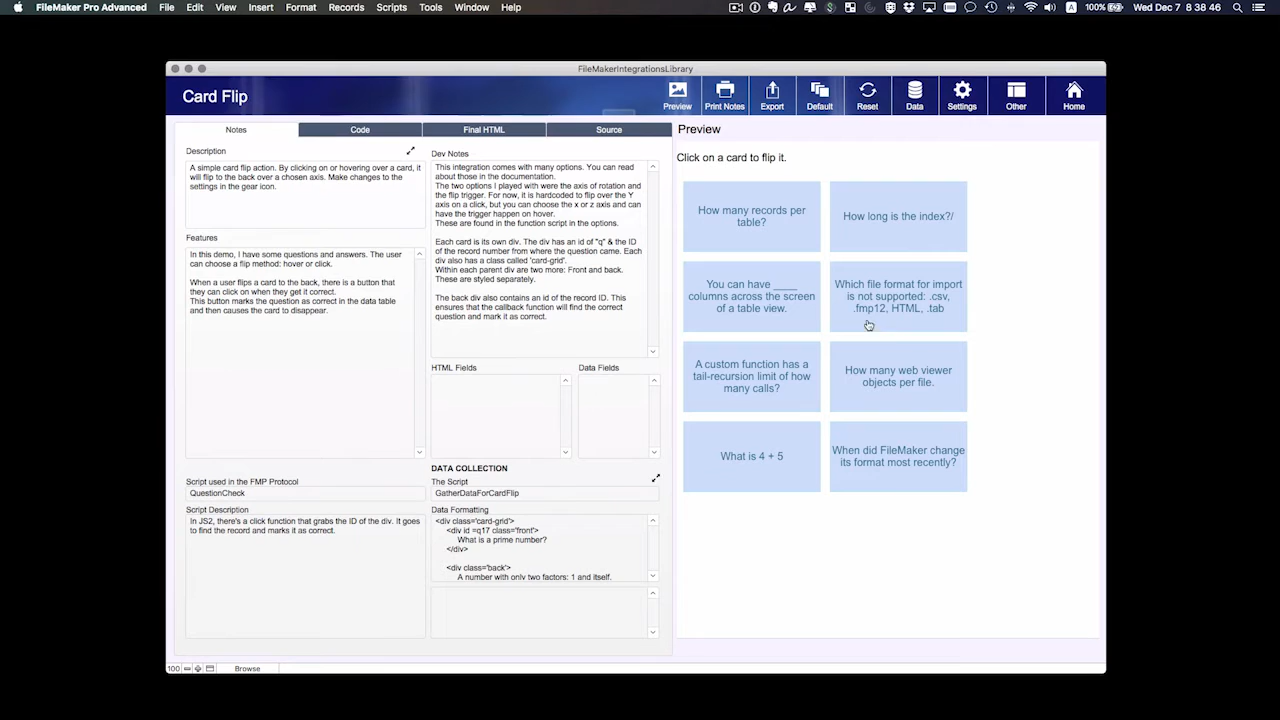 FileMaker Pro Advanced File Edit View Insert Format Records Scripts Tools Window Help 100% Wed Dec 7 8 38 46
FileMakerIntegrationsLibrary
Card Flip
Preview Print Notes Export Default Reset Data Settings Other Home
Notes Code Final HTML Source
Description
A simple card flip action. By clicking on or hovering over a card, it
will flip to the back over a chosen axis. Make changes to the
settings in the gear icon.
Features
In this demo, I have some questions and answers. The user
can choose a flip method: hover or click.
When a user flips a card to the back, there is a button that
they can click on when they get it correct.
This button marks the question as correct in the data table
and then causes the card to disappear.
Script used in the FMP Protocol
QuestionCheck
Script Description
In JS2, there's a click function that grabs the ID of the div. It goes
to find the record and marks it as correct.
Dev Notes
This integration comes with many options. You can read
about those in the documentation.
The two options I played with were the axis of rotation and
the flip trigger. For now, it is hardcoded to flip over the Y
axis on a click, but you can choose the x or z axis and can
have the trigger happen on hover.
These are found in the function script in the options.
Each card is its own div. The div has an id of "q" & the ID
of the record number from where the question came. Each
div also has a class called 'card-grid'.
Within each parent div are two more: Front and back.
These are styled separately.
The back div also contains an id of the record ID. This
ensures that the callback function will find the correct
question and mark it as correct.
HTML Fields
Data Fields
DATA COLLECTION
The Script
GatherDataForCardFlip
Data Formatting
<div class='card-grid'>
<div id =q17 class='front'>
What is a prime number?
</div>
<div class='back'>
A number with only two factors: 1 and itself.
Preview
Click on a card to flip it.
How many records per
table?
How long is the index?/
You can have ____
columns across the screen
of a table view.
Which file format for import
is not supported: .csv,
.fmp12, HTML, .tab
A custom function has a
tail-recursion limit of how
many calls?
How many web viewer
objects per file.
What is 4 + 5
When did FileMaker change
its format most recently?
100
Browse